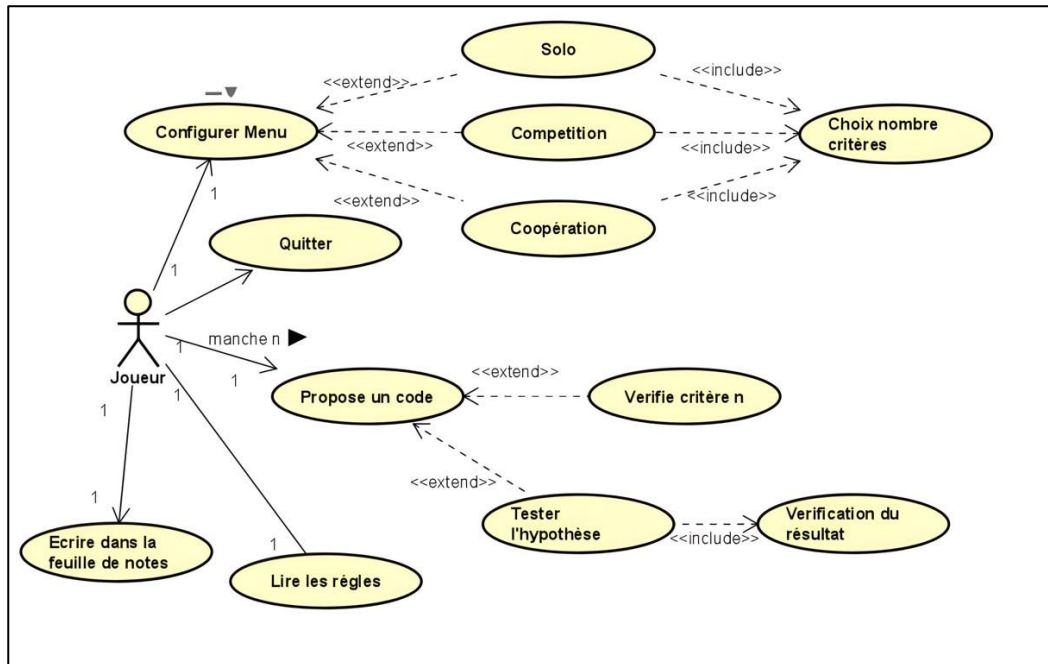 Solo
<<extend>>
<<include>>
Configurer Menu
Competition
Choix nombre
critères
<<extend>>
<<include>>
1
<<include>>
<<extend>>
Coopération
Quitter
1
manche n
1
1
<<extend>>
Joueur
Propose un code
Verifie critère n
1
1
<<extend>>
1
Tester
l'hypothèse
Verification du
résultat
<<include>>
Ecrire dans la
feuille de notes
1
Lire les régles